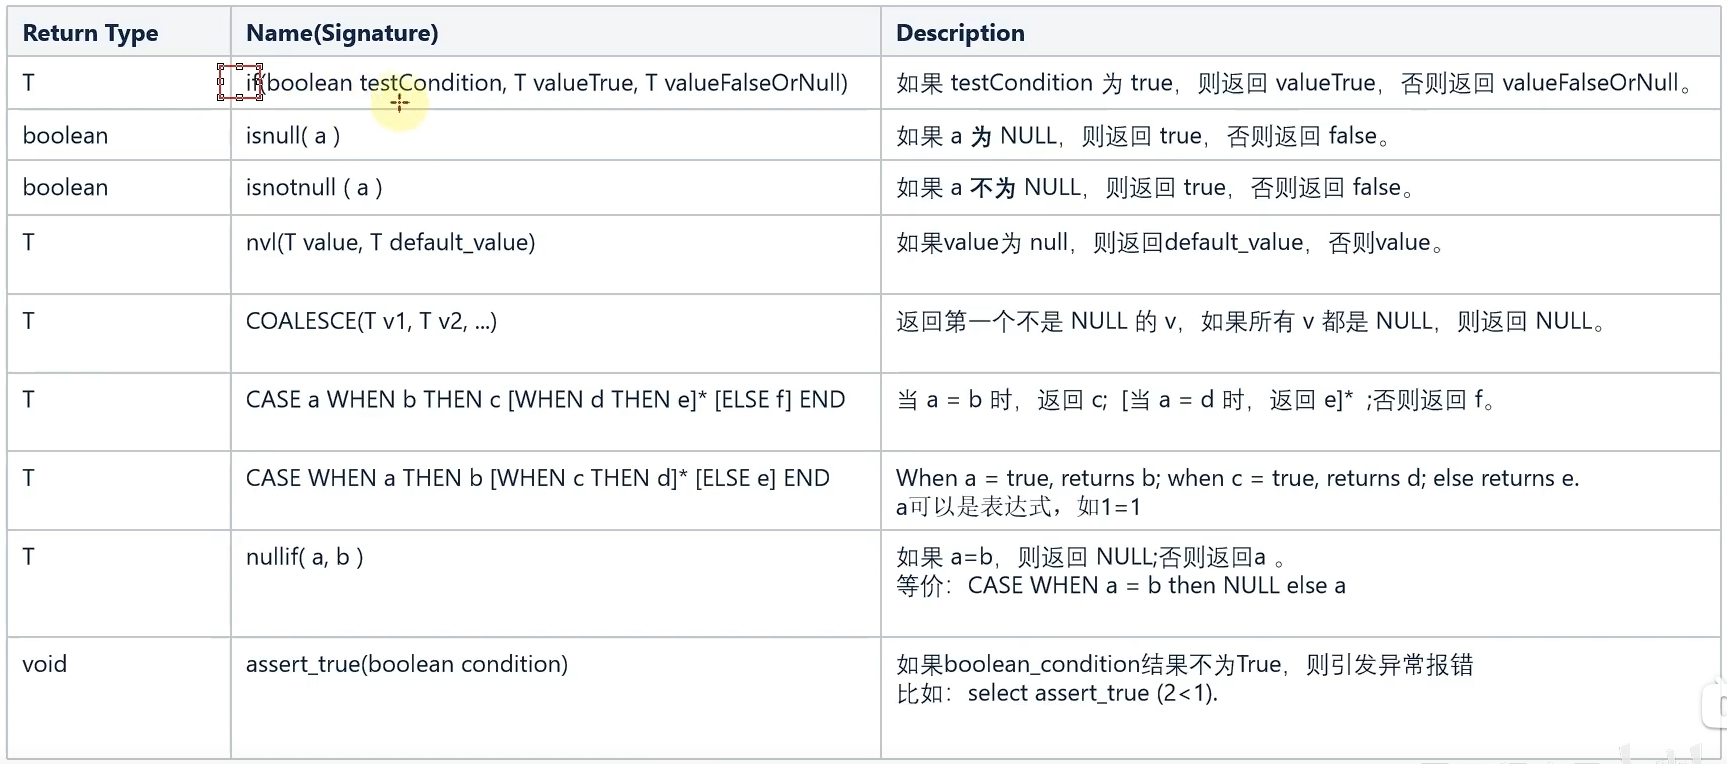 Return Type Name(Signature) Description
T if(boolean testCondition, T valueTrue, T valueFalseOrNull) 如果 testCondition 为 true，则返回 valueTrue，否则返回 valueFalseOrNull。
boolean isnull( a ) 如果 a 为 NULL，则返回 true，否则返回 false。
boolean isnotnull ( a ) 如果 a 不为 NULL，则返回 true，否则返回 false。
T nvl(T value, T default_value) 如果value为 null，则返回default_value，否则value。
T COALESCE(T v1, T v2, ...) 返回第一个不是 NULL 的 v，如果所有 v 都是 NULL，则返回 NULL。
T CASE a WHEN b THEN c [WHEN d THEN e]* [ELSE f] END 当 a = b 时，返回 c; [当 a = d 时，返回 e]* ;否则返回 f。
T CASE WHEN a THEN b [WHEN c THEN d]* [ELSE e] END When a = true, returns b; when c = true, returns d; else returns e.
a可以是表达式，如1=1
T nullif( a, b ) 如果 a=b，则返回 NULL;否则返回a 。
等价：CASE WHEN a = b then NULL else a
void assert_true(boolean condition) 如果boolean_condition结果不为True，则引发异常报错
比如：select assert_true (2<1).